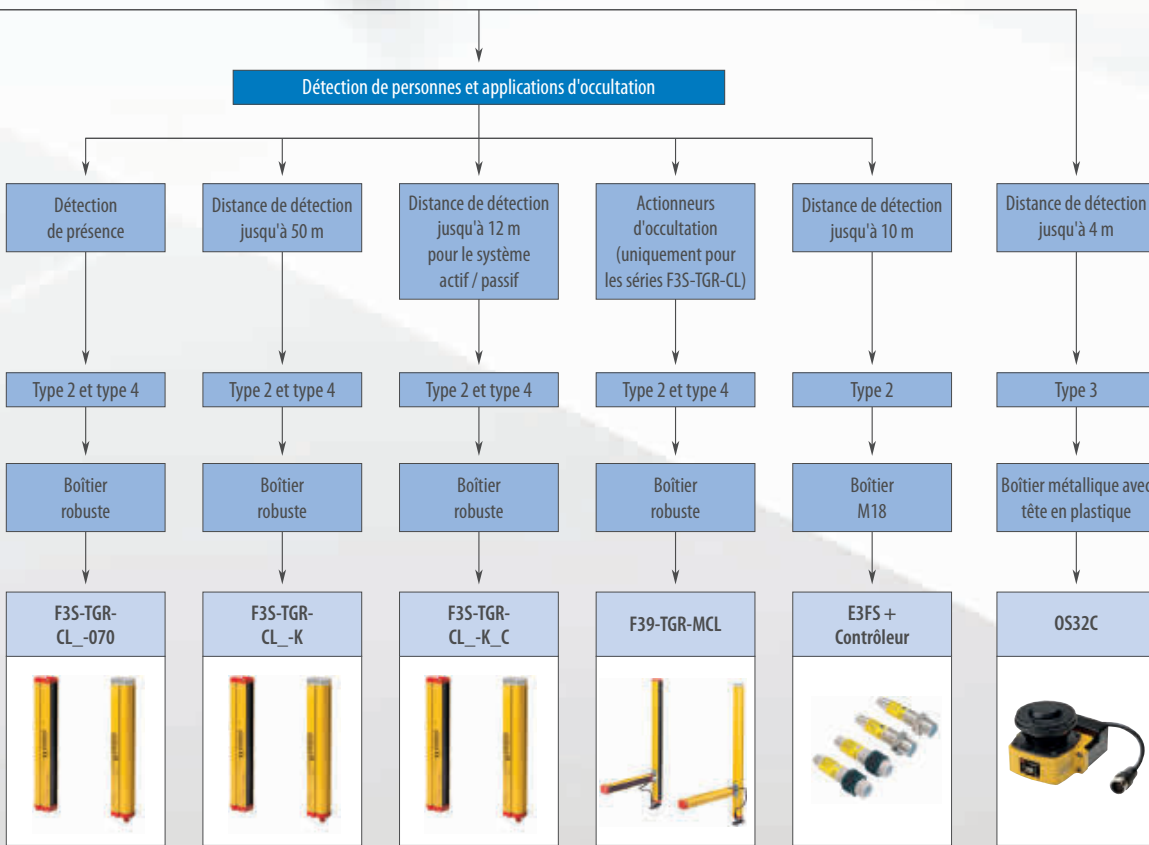 Détection de personnes et applications d'occultation
Détection
de présence
Distance de détection
jusqu'à 50 m
Distance de détection
jusqu'à 12 m
pour le système
actif / passif
Actionneurs
d'occultation
(uniquement pour
les séries F3S-TGR-CL)
Distance de détection
jusqu'à 10 m
Distance de détection
jusqu'à 4 m
Type 2 et type 4
Type 2 et type 4
Type 2 et type 4
Type 2 et type 4
Type 2
Type 3
Boîtier
robuste
Boîtier
robuste
Boîtier
robuste
Boîtier
robuste
Boîtier
M18
Boîtier métallique avec
tête en plastique
F3S-TGR-
CL_-070
F3S-TGR-
CL_-K
F3S-TGR-
CL_-K_C
F39-TGR-MCL
E3FS +
Contrôleur
OS32C